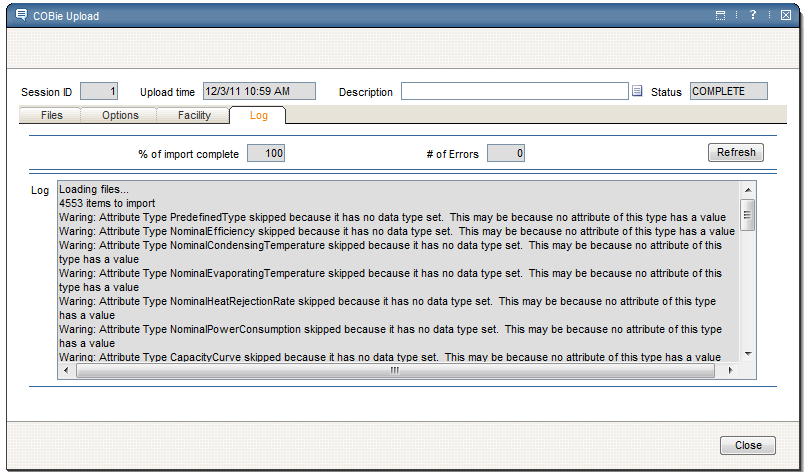 COBie Upload
Session ID 1 Upload time 12/3/11 10:59 AM Description Status COMPLETE
Files Options Facility Log
% of import complete 100 # of Errors 0 Refresh
Log
Loading files...
4553 items to import
Waring: Attribute Type PredefinedType skipped because it has no data type set.  This may be because no attribute of this type has a value
Waring: Attribute Type NominalEfficiency skipped because it has no data type set.  This may be because no attribute of this type has a value
Waring: Attribute Type NominalCondensingTemperature skipped because it has no data type set.  This may be because no attribute of this
type has a value
Waring: Attribute Type NominalEvaporatingTemperature skipped because it has no data type set.  This may be because no attribute of this
type has a value
Waring: Attribute Type NominalHeatRejectionRate skipped because it has no data type set.  This may be because no attribute of this type
has a value
Waring: Attribute Type NominalPowerConsumption skipped because it has no data type set.  This may be because no attribute of this type
has a value
Waring: Attribute Type CapacityCurve skipped because it has no data type set.  This may be because no attribute of this type has a value
Close